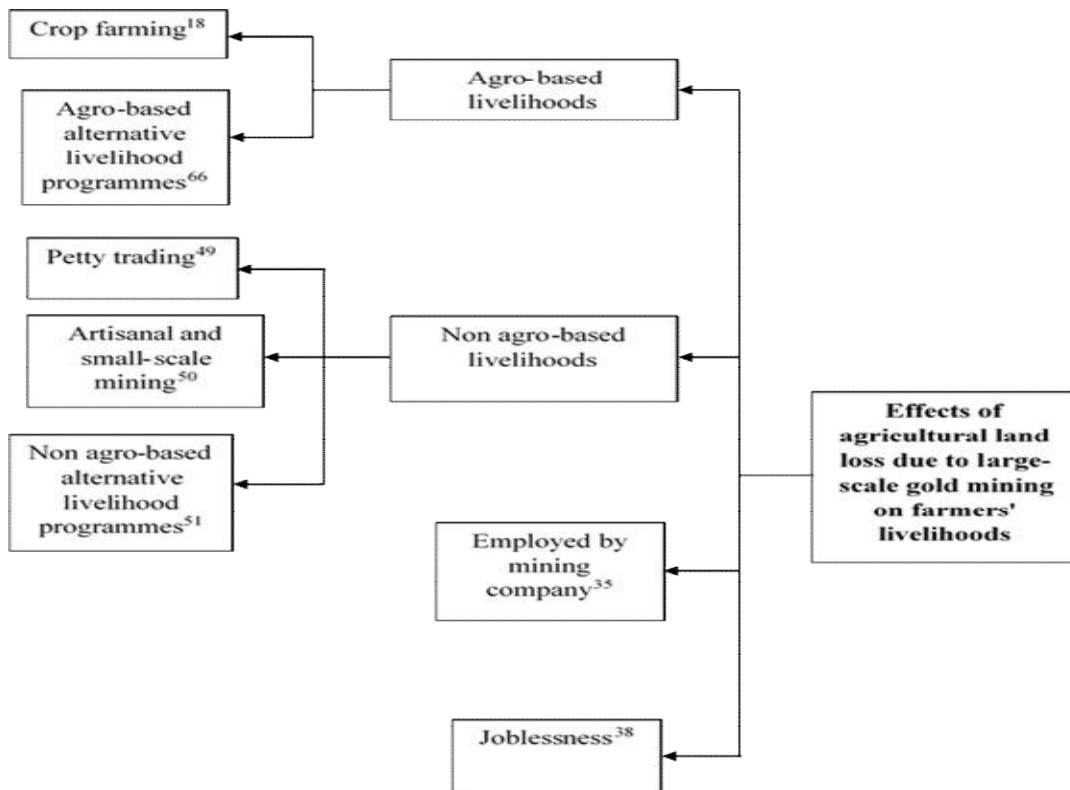 Crop farming¹⁸
Agro-based
alternative
livelihood
programmes⁶⁶
Agro-based
livelihoods
Petty trading⁴⁹
Artisanal and
small-scale
mining⁵⁰
Non agro-based
alternative
livelihood
programmes⁵¹
Non agro-based
livelihoods
Employed by
mining
company³⁵
Joblessness³⁸
Effects of
agricultural land
loss due to large-
scale gold mining
on farmers'
livelihoods